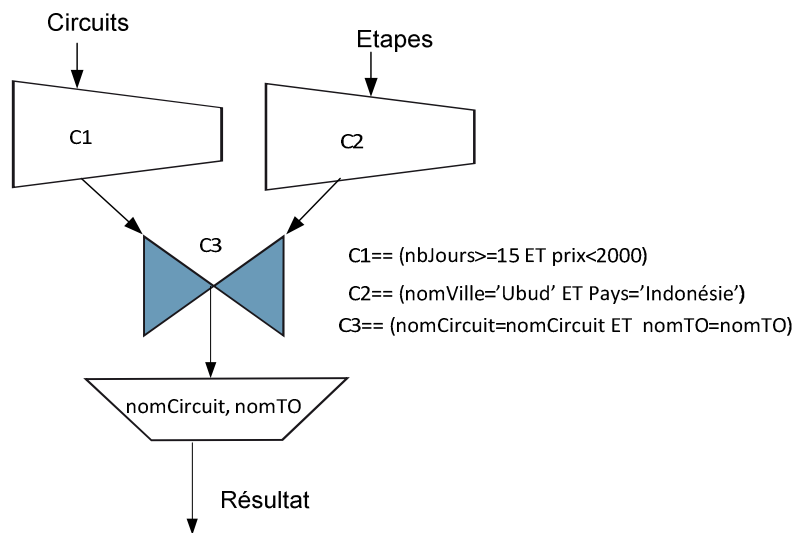 Circuits
Etapes
C1
C2
C3
C1== (nbJours>=15 ET prix<2000)
C2== (nomVille=’Ubud’ ET Pays=’Indonésie’)
C3== (nomCircuit=nomCircuit ET  nomTO=nomTO)
nomCircuit, nomTO
Résultat